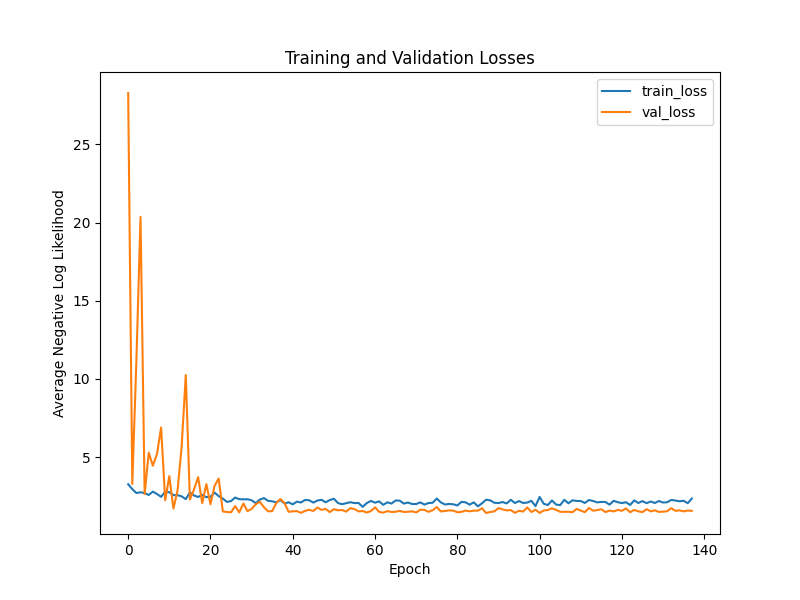 Training and Validation Losses
train_loss
val_loss
Average Negative Log Likelihood
25
20
15
10
5
0 20 40 60 80 100 120 140
Epoch